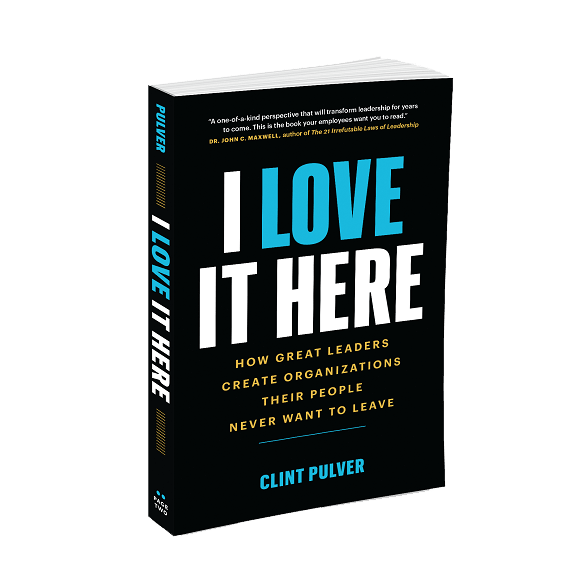 "A one-of-a-kind perspective that will transform leadership for years
to come. This is the book your employees want you to read."
DR. JOHN C. MAXWELL, author of The 21 Irrefutable Laws of Leadership
I LOVE
IT HERE
HOW GREAT LEADERS
CREATE ORGANIZATIONS
THEIR PEOPLE
NEVER WANT TO LEAVE
CLINT PULVER
PULVER
I LOVE IT HERE
PAGE
TWO